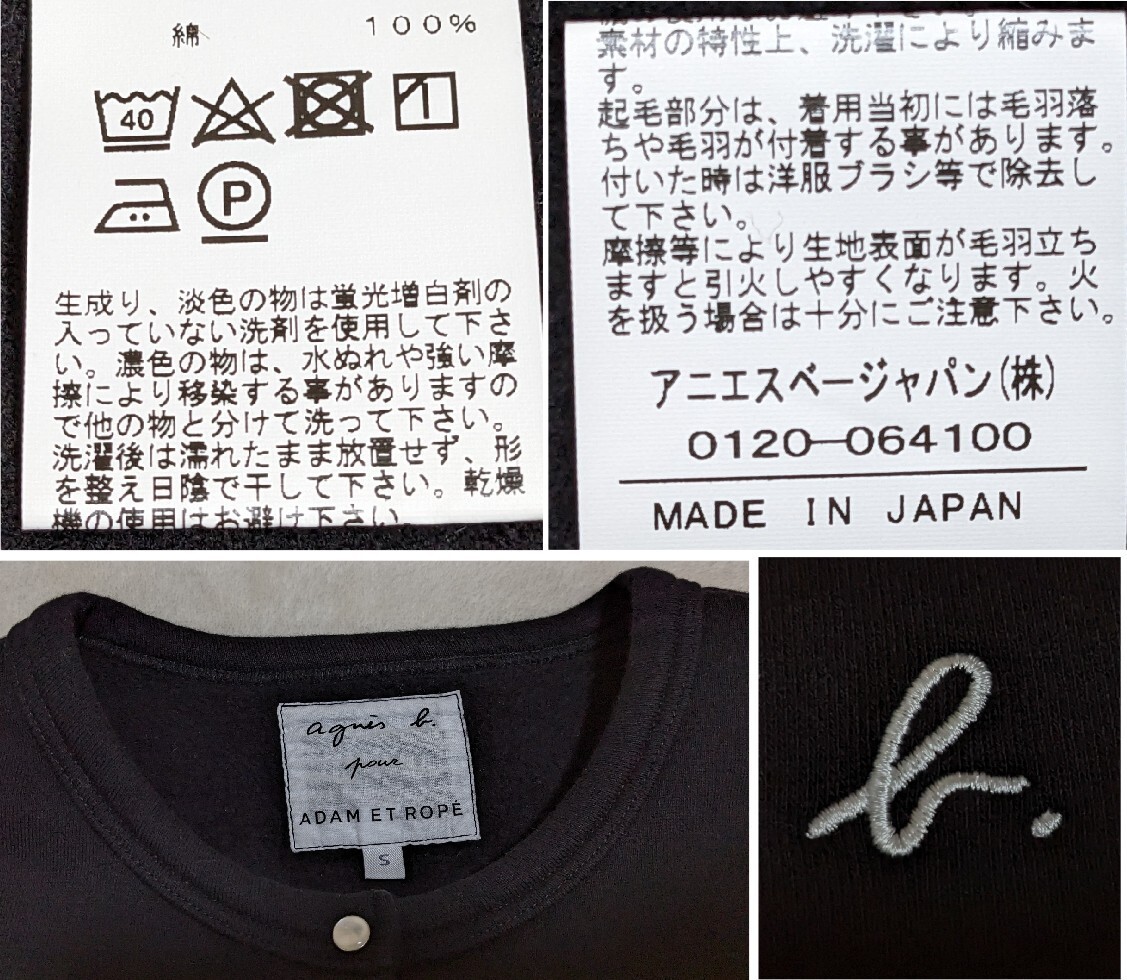 綿 100%
40
P
生成り、淡色の物は蛍光増白剤の
入っていない洗剤を使用して下さ
い。濃色の物は、水ぬれや強い摩
擦により移染する事がありますの
で他の物と分けて洗って下さい。
洗濯後は濡れたまま放置せず、形
を整え日陰で干して下さい。乾燥
機の使用はお避け下さい。
素材の特性上、洗濯により縮みま
す。
起毛部分は、着用当初には毛羽落
ちや毛羽が付着する事があります。
付いた時は洋服ブラシ等で除去し
て下さい。
摩擦等により生地表面が毛羽立ち
ますと引火しやすくなります。火
を扱う場合は十分にご注意下さい。
アニエスベージャパン(株)
0120-064100
MADE IN JAPAN
agnès b.
pour
ADAM ET ROPÉ
S
b.